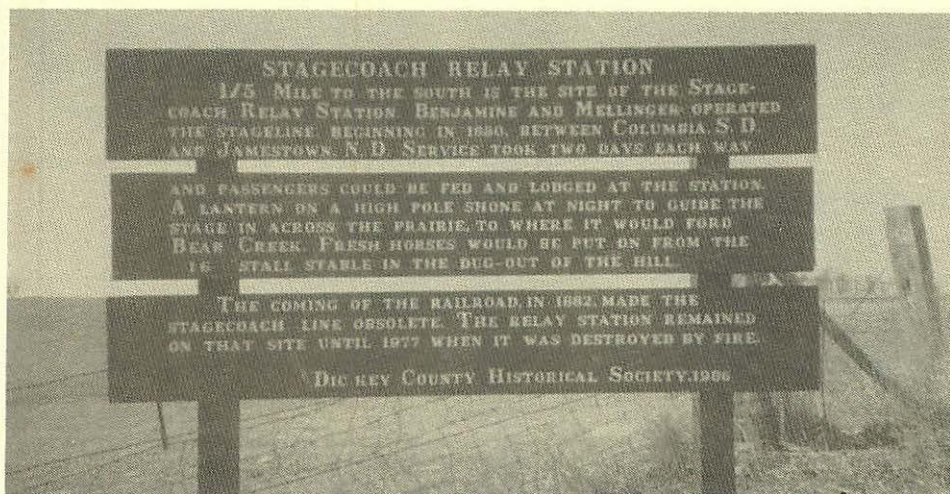 STAGECOACH RELAY STATION
1/5 MILE TO THE SOUTH IS THE SITE OF THE STAGE-
COACH RELAY STATION BENJAMINE AND MELLINGER OPERATED
THE STAGELINE, BEGINNING IN 1880, BETWEEN COLUMBIA, S.D.
AND JAMESTOWN, N.D. SERVICE TOOK TWO DAYS EACH WAY
AND PASSENGERS COULD BE FED AND LODGED AT THE STATION.
A LANTERN ON A HIGH POLE SHONE AT NIGHT TO GUIDE THE
STAGE IN ACROSS THE PRAIRIE, TO WHERE IT WOULD FORD
BEAR CREEK. FRESH HORSES WOULD BE PUT ON FROM THE
16 STALL STABLE IN THE DUG-OUT OF THE HILL.
THE COMING OF THE RAILROAD, IN 1882, MADE THE
STAGECOACH LINE OBSOLETE. THE RELAY STATION REMAINED
ON THAT SITE UNTIL 1977 WHEN IT WAS DESTROYED BY FIRE.
DICKEY COUNTY HISTORICAL SOCIETY, 1986